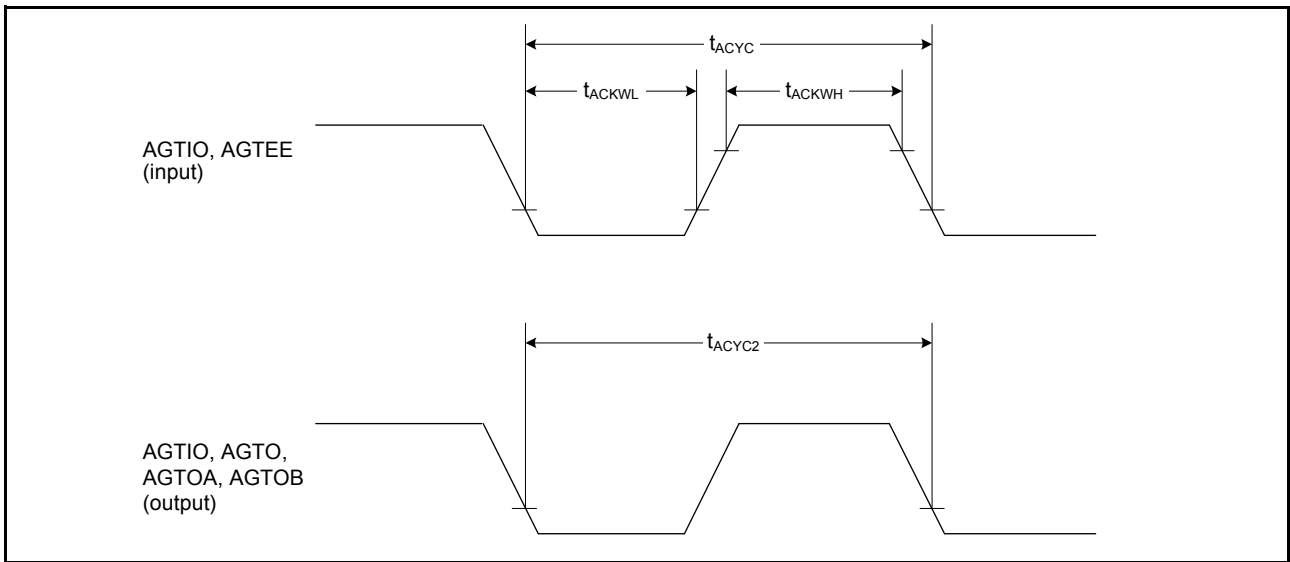 tACYC
tACKWL
tACKWH
AGTIO, AGTEE
(input)
tACYC2
AGTIO, AGTO,
AGTOA, AGTOB
(output)